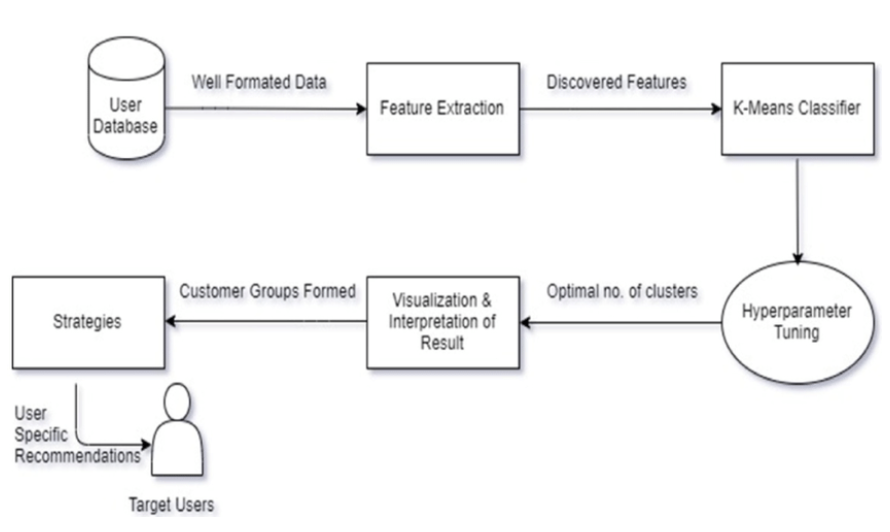 Well Formated Data
Discovered Features
User
Database
Feature Extraction
K-Means Classifier
Customer Groups Formed
Optimal no. of clusters
Strategies
Visualization &
Interpretation of
Result
Hyperparameter
Tuning
User
Specific
Recommendations
Target Users